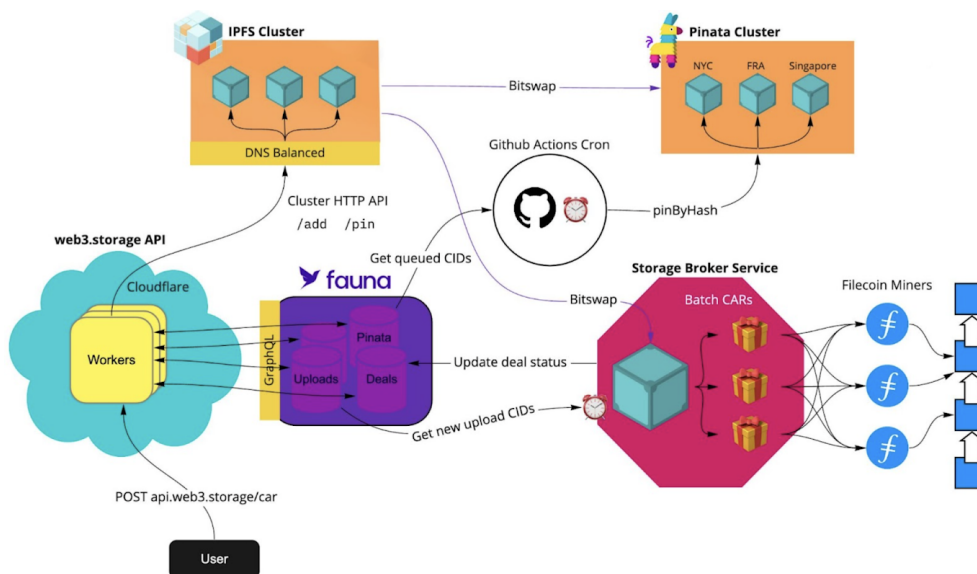 IPFS Cluster
Pinata Cluster
NYC FRA Singapore
Bitswap
DNS Balanced
Github Actions Cron
Cluster HTTP API
/add /pin
pinByHash
web3.storage API
Get queued CIDs
Cloudflare
fauna
Storage Broker Service
Bitswap
Batch CARs
Filecoin Miners
Workers
GraphQL
Pinata
Uploads
Deals
Update deal status
Get new upload CIDs
POST api.web3.storage/car
User